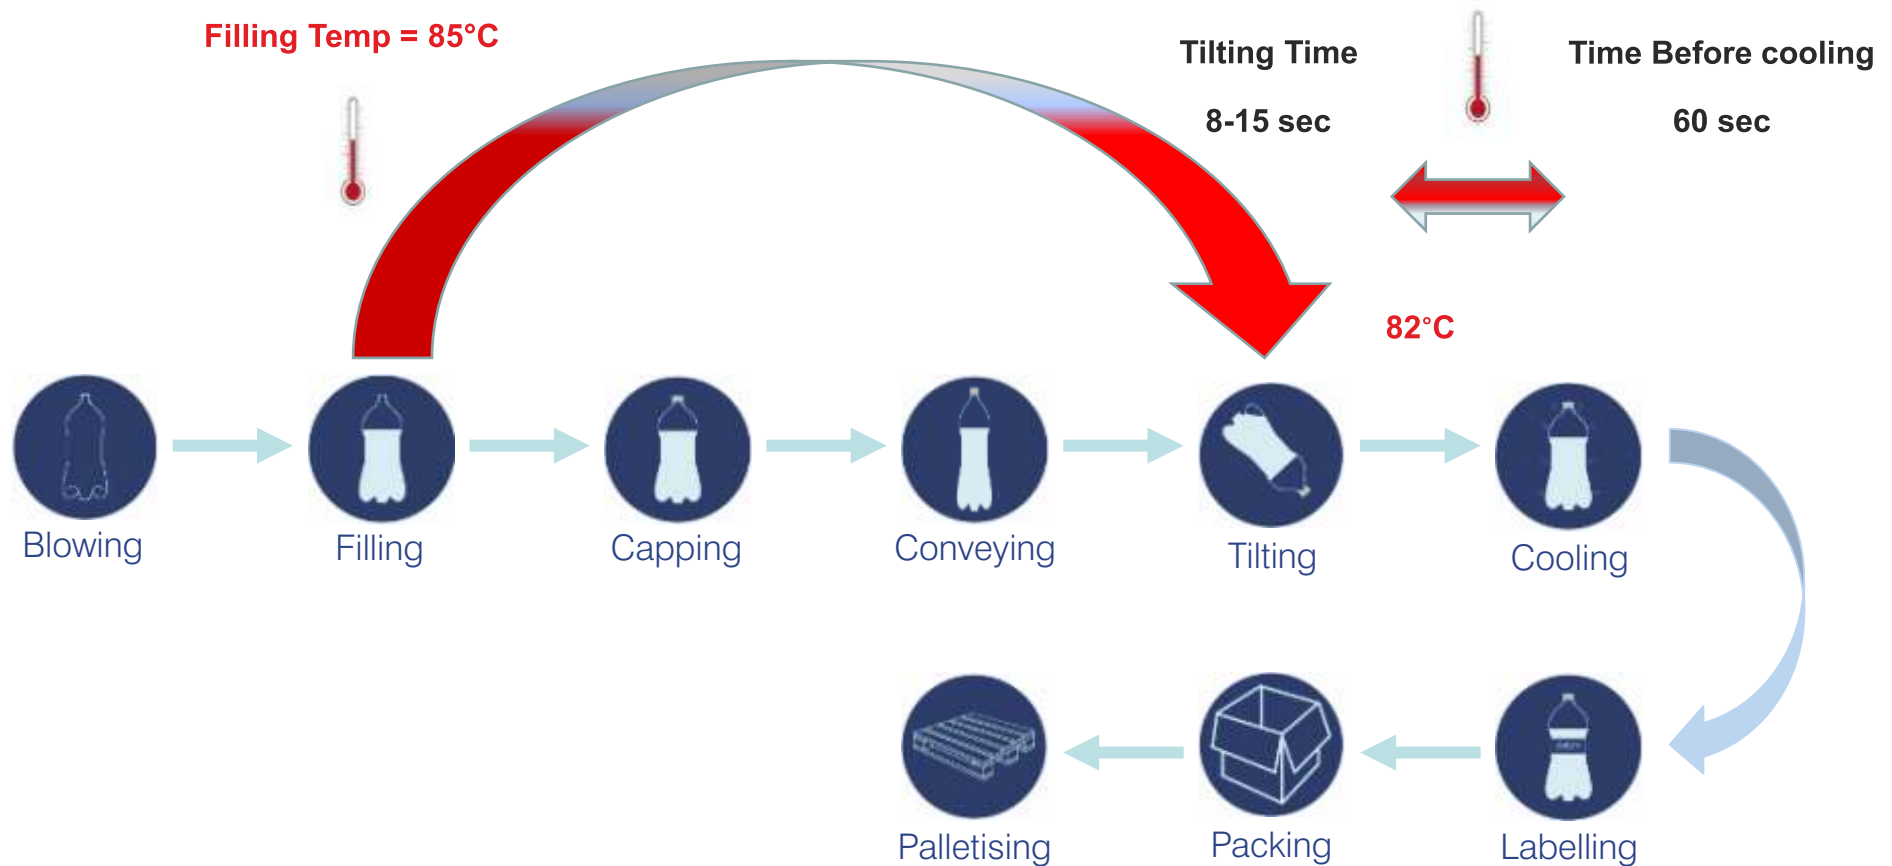 Filling Temp = 85°C
Tilting Time
8-15 sec
Time Before cooling
60 sec
82°C
Blowing
Filling
Capping
Conveying
Tilting
Cooling
Palletising
Packing
Labelling